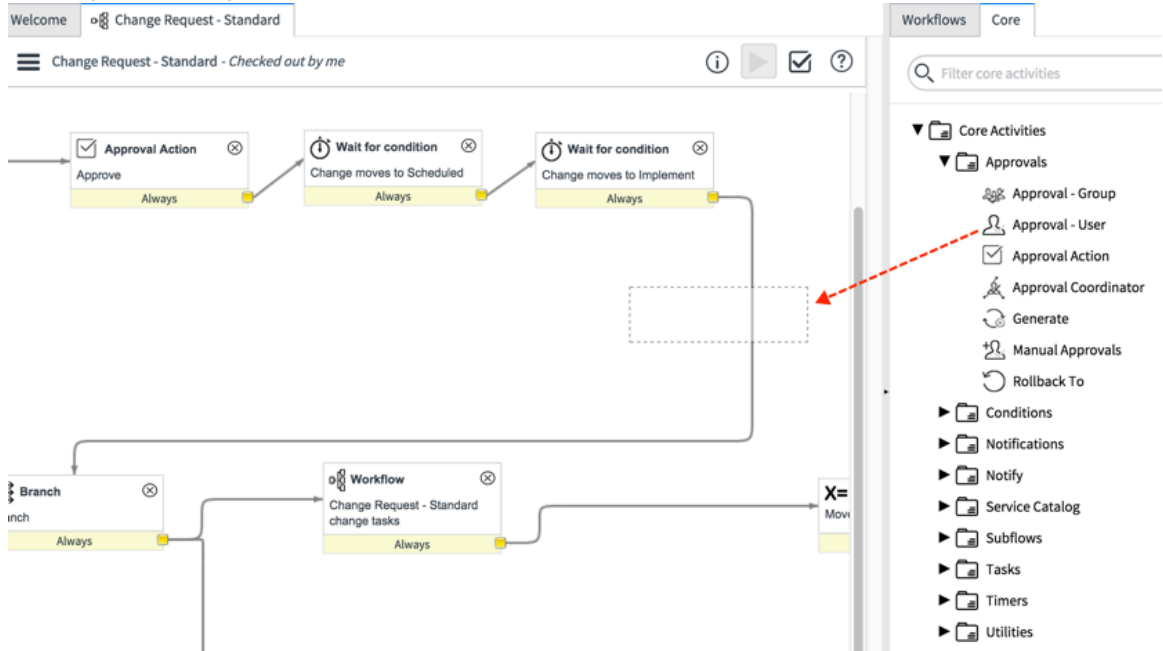 Welcome
Change Request - Standard
Workflows
Core
Change Request - Standard - Checked out by me
Filter core activities
Approval Action
Approve
Always
Wait for condition
Change moves to Scheduled
Always
Wait for condition
Change moves to Implement
Always
Core Activities
Approvals
Approval - Group
Approval - User
Approval Action
Approval Coordinator
Generate
Manual Approvals
Rollback To
Conditions
Notifications
Notify
Service Catalog
Subflows
Tasks
Timers
Utilities
Branch
nch
Always
Workflow
Change Request - Standard
change tasks
Always
X=
Mov